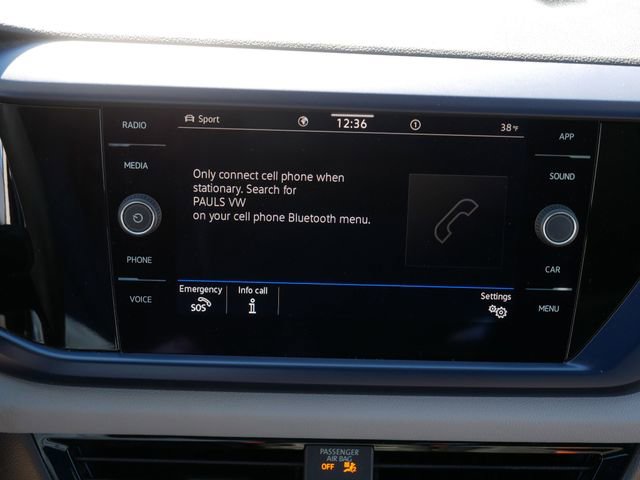 RADIO
MEDIA
PHONE
VOICE
Sport
12:36
1
38°F
Only connect cell phone when
stationary. Search for
PAULS VW
on your cell phone Bluetooth menu.
Emergency
SOS
Info call
i
Settings
APP
SOUND
CAR
MENU
PASSENGER
AIR BAG
OFF